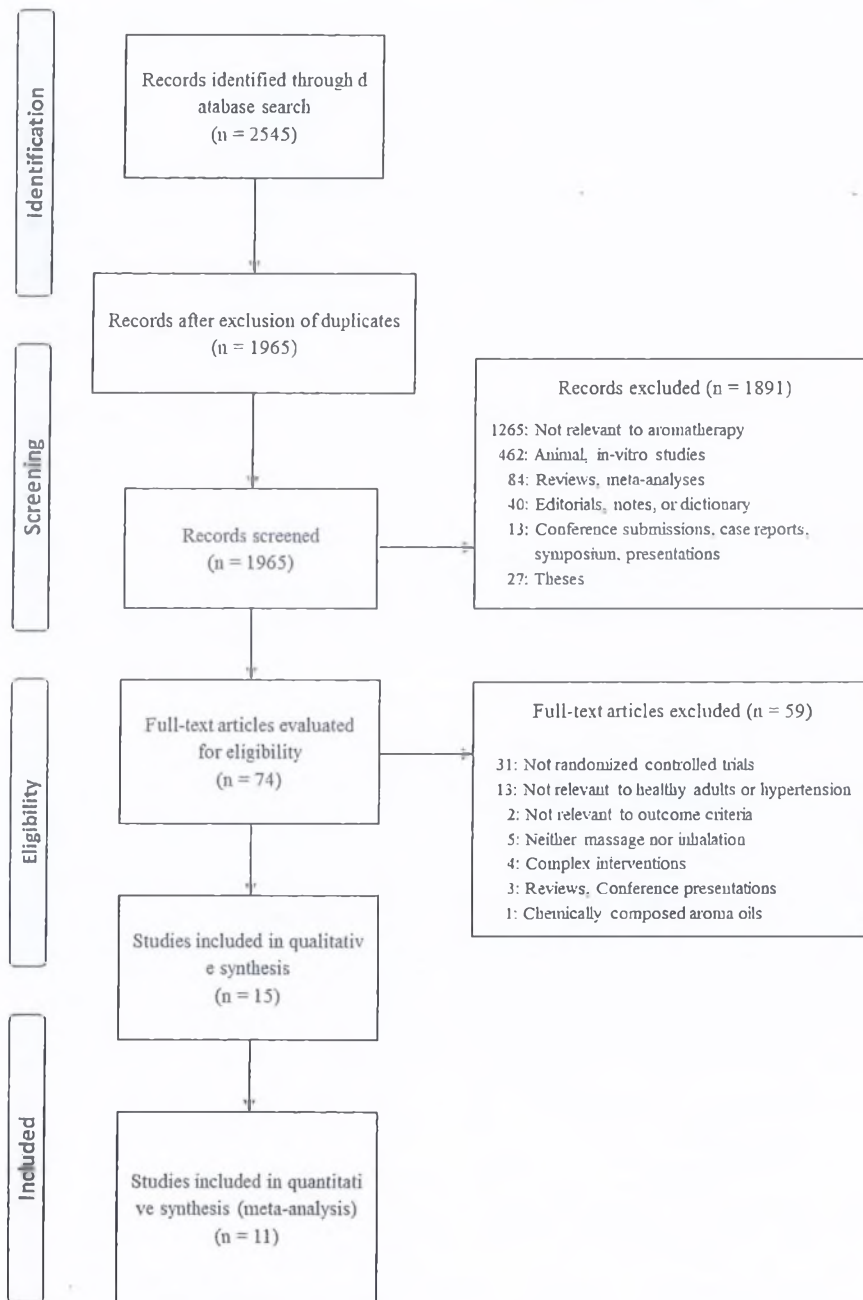 Identification
Records identified through d
atabase search
(n = 2545)
Records after exclusion of duplicates
(n = 1965)
Screening
Records screened
(n = 1965)
Records excluded (n = 1891)
1265: Not relevant to aromatherapy
462: Animal, in-vitro studies
84: Reviews, meta-analyses
40: Editorials, notes, or dictionary
13: Conference submissions, case reports,
symposium, presentations
27: Theses
Eligibility
Full-text articles evaluated
for eligibility
(n = 74)
Full-text articles excluded (n = 59)
31: Not randomized controlled trials
13: Not relevant to healthy adults or hypertension
2: Not relevant to outcome criteria
5: Neither massage nor inhalation
4: Complex interventions
3: Reviews, Conference presentations
1: Chemically composed aroma oils
Studies included in qualitativ
e synthesis
(n = 15)
Included
Studies included in quantitati
ve synthesis (meta-analysis)
(n = 11)